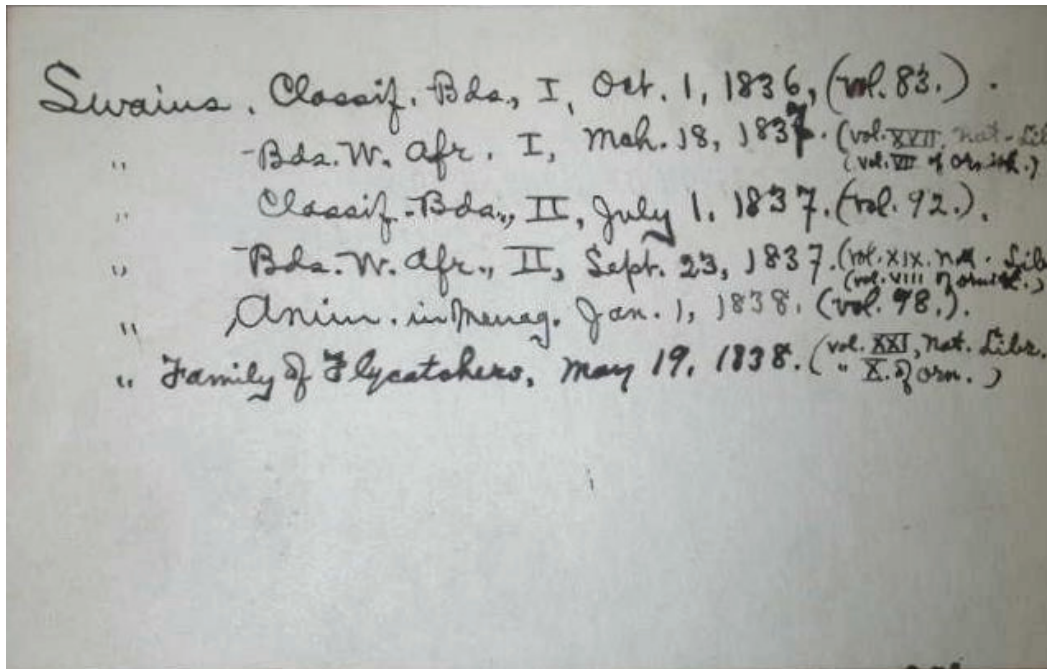 Swains. Classif. Bds., I, Oct. 1, 1836, (vol. 83.).
" Bds. W. Afr. I, Mch. 18, 1837. (vol. XVII, Nat. Lib
(vol. VII of Ornith.)
" Classif. Bds., II, July 1, 1837. (vol. 92.).
" Bds. W. Afr., II, Sept. 23, 1837. (vol. XIX. Nat. Lib
(vol. VIII of ornith.)
" Anim. in Menag. Jan. 1, 1838. (vol. 98.).
" Family of Flycatchers, May 19, 1838. (vol. XXI, Nat. Libr.
" X. of orn.)